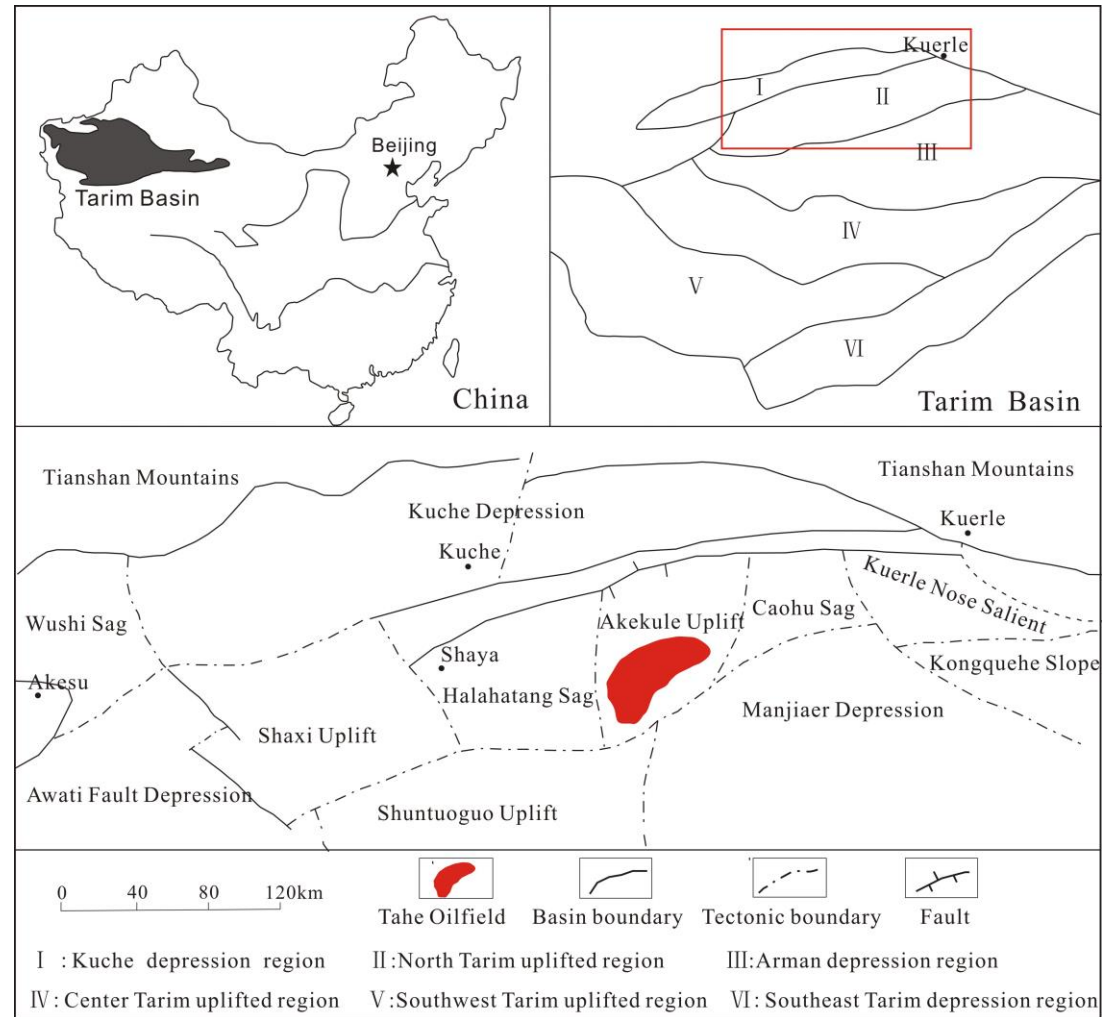 Beijing
Tarim Basin
China
Kuerle
I
II
III
IV
V
VI
Tarim Basin
Tianshan Mountains
Tianshan Mountains
Kuche Depression
Kuerle
Kuche
Kuerle Nose Salient
Wushi Sag
Akekule Uplift
Caohu Sag
Shaya
Kongquehe Slope
Akesu
Halahatang Sag
Manjiaer Depression
Shaxi Uplift
Awati Fault Depression
Shuntuoguo Uplift
0 40 80 120km
Tahe Oilfield
Basin boundary
Tectonic boundary
Fault
I : Kuche depression region
II:North Tarim uplifted region
III:Arman depression region
IV: Center Tarim uplifted region
V:Southwest Tarim uplifted region
VI: Southeast Tarim depression region